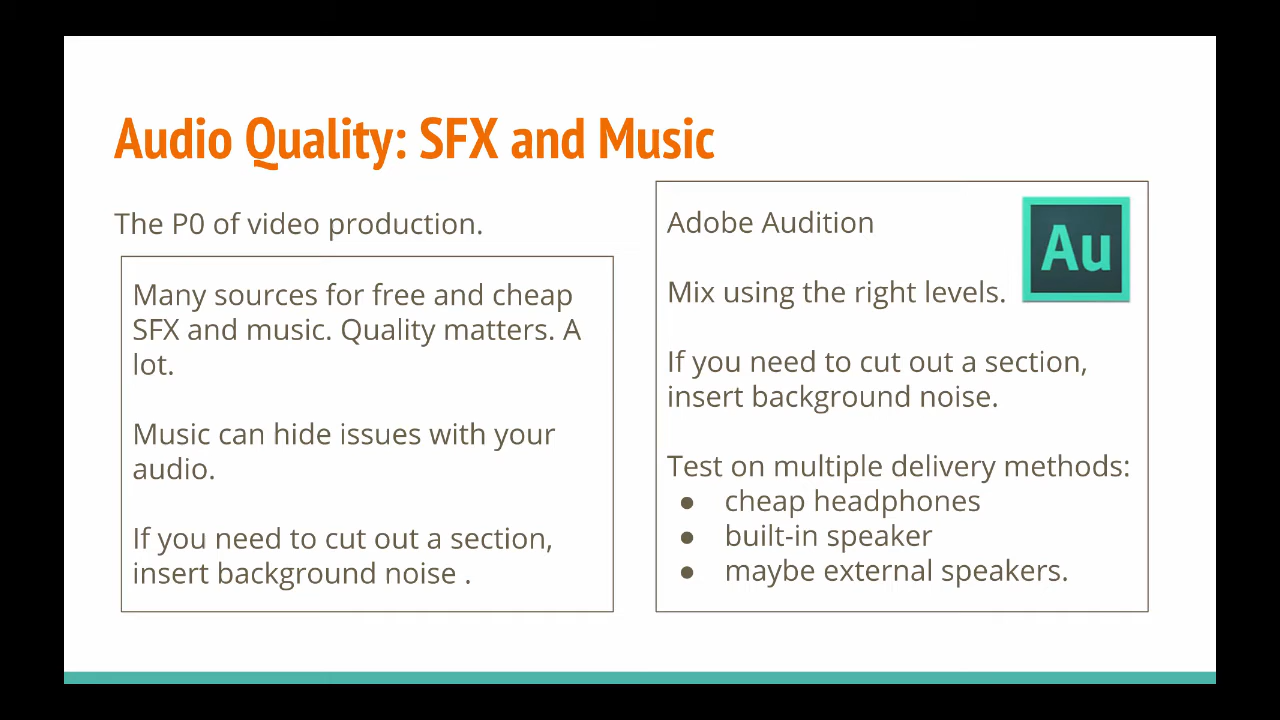 Audio Quality: SFX and Music
The P0 of video production.
Many sources for free and cheap
SFX and music. Quality matters. A
lot.
Music can hide issues with your
audio.
If you need to cut out a section,
insert background noise .
Adobe Audition
Au
Mix using the right levels.
If you need to cut out a section,
insert background noise.
Test on multiple delivery methods:
● cheap headphones
● built-in speaker
● maybe external speakers.